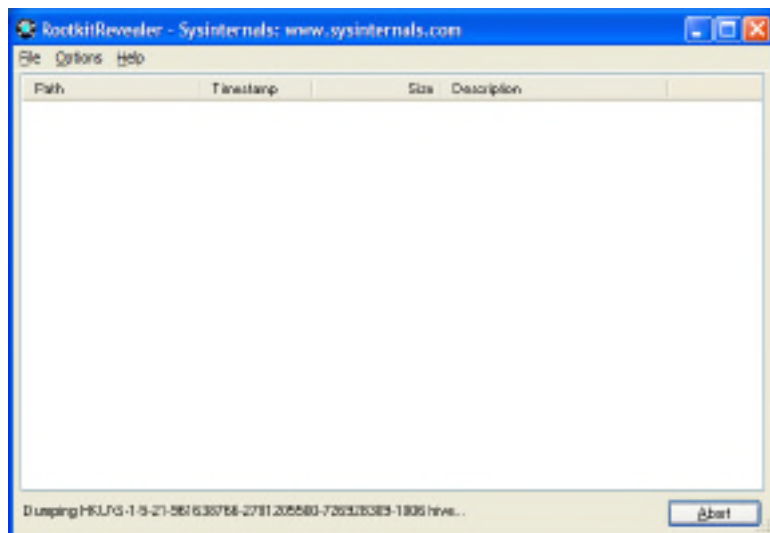 RootkitRevealer - Sysinternals: www.sysinternals.com
File Options Help
Path Timestamp Size Description
Dumping hive...
Abort